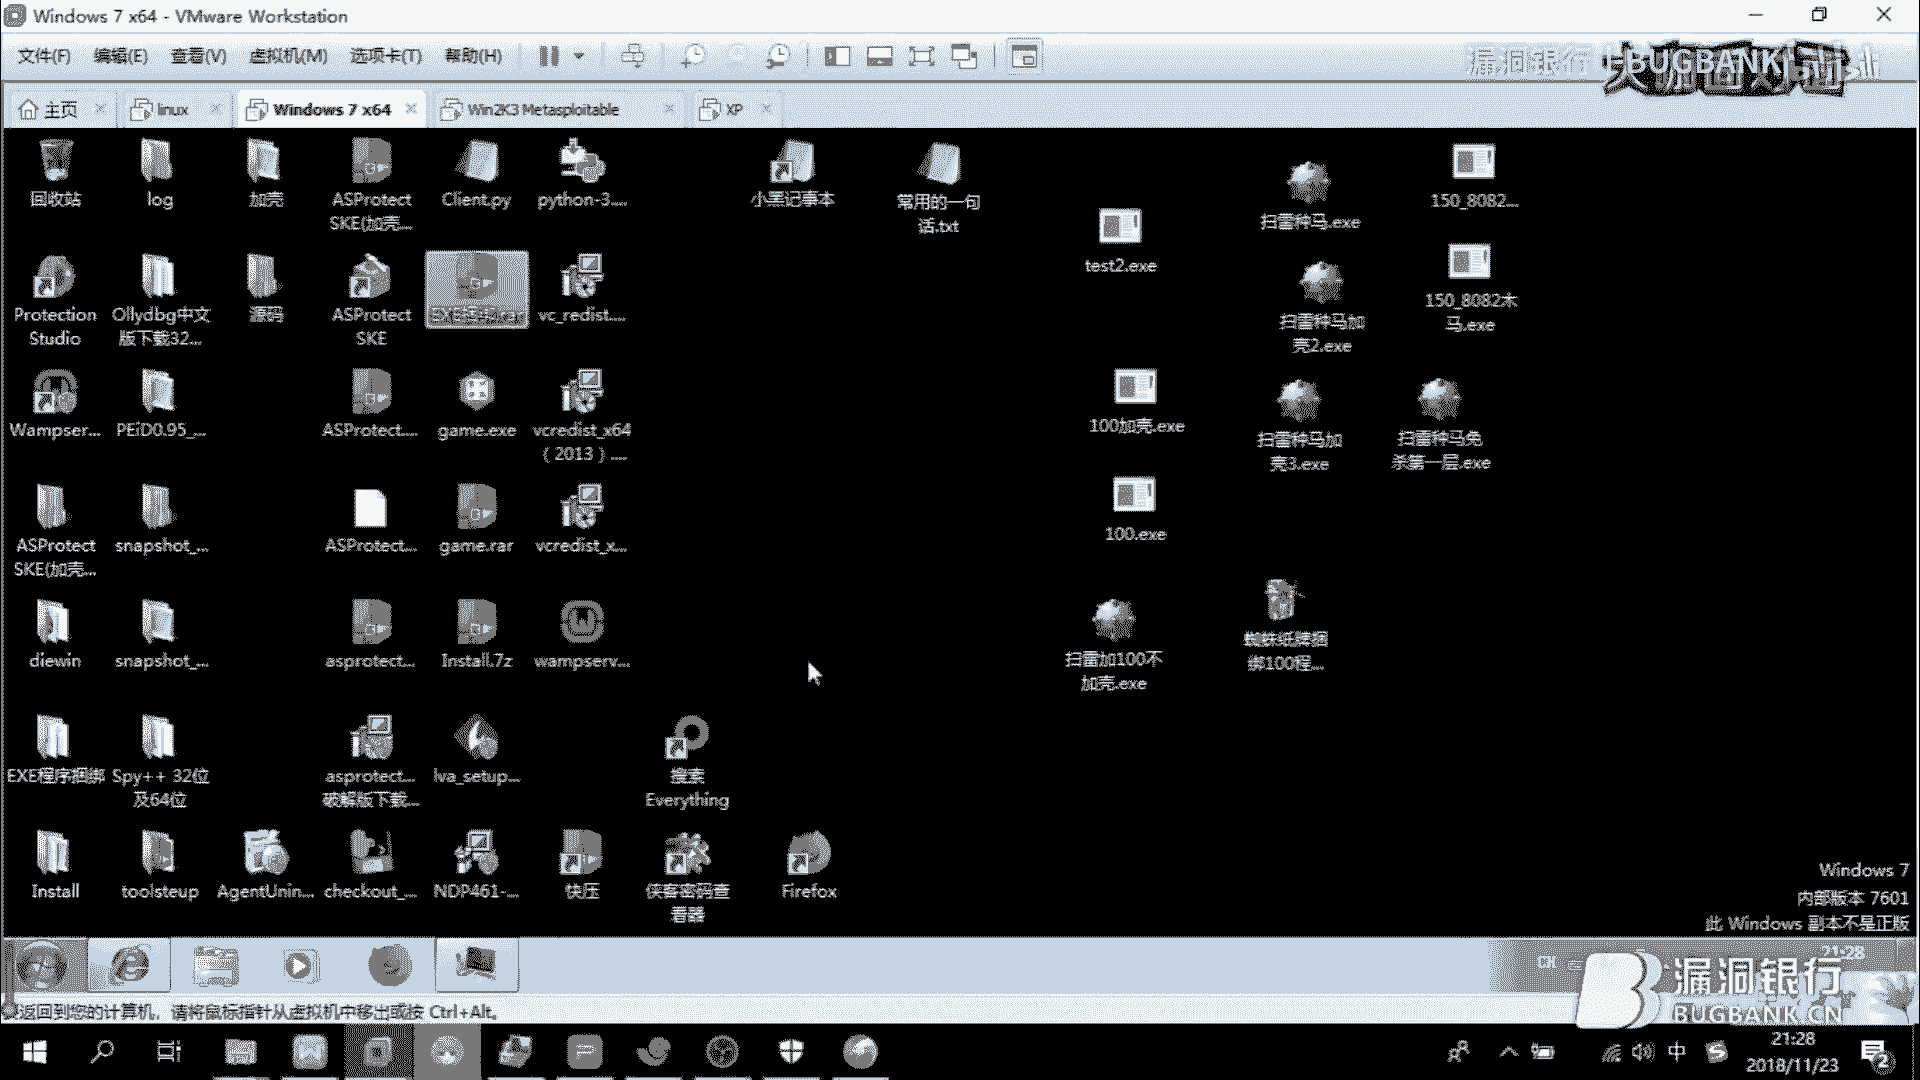 Windows 7 x64 - VMware Workstation
文件(F) 编辑(E) 查看(V) 虚拟机(M) 选项卡(T) 帮助(H)
漏洞银行 BUGBANK
主页 linux Windows 7 x64 Win2K3 Metasploitable XP
回收站 log 加壳 ASProtect SKE(加壳... Client.py python-3.... 小黑记事本 常用的一句话.txt
test2.exe 扫雷种马.exe 150_8082...
Protection Studio Ollydbg中文版下载32... 源码 ASProtect SKE EXE捆绑.rar vc_redist....
扫雷种马加壳2.exe 150_8082木马.exe
Wampser... PEiD0.95_... ASProtect.... game.exe vcredist_x64 (2013)....
100加壳.exe 扫雷种马加壳3.exe 扫雷种马免杀第一层.exe
ASProtect SKE(加壳... snapshot_... ASProtect... game.rar vcredist_x...
100.exe
diewin snapshot_... asprotect... Install.7z wampserv...
扫雷加100不加壳.exe 蜘蛛纸牌捆绑100程...
EXE程序捆绑 Spy++ 32位及64位 asprotect... 破解版下载... lva_setup... 搜索 Everything
Install toolsteup AgentUnin... checkout_... NDP461-... 快压 侠客密码查看器 Firefox
Windows 7
内部版本 7601
此 Windows 副本不是正版
CH 21:28
漏洞银行
BUGBANK.CN
返回到您的计算机，请将鼠标指针从虚拟机中移出或按 Ctrl+Alt。
中 21:28
2018/11/23
2